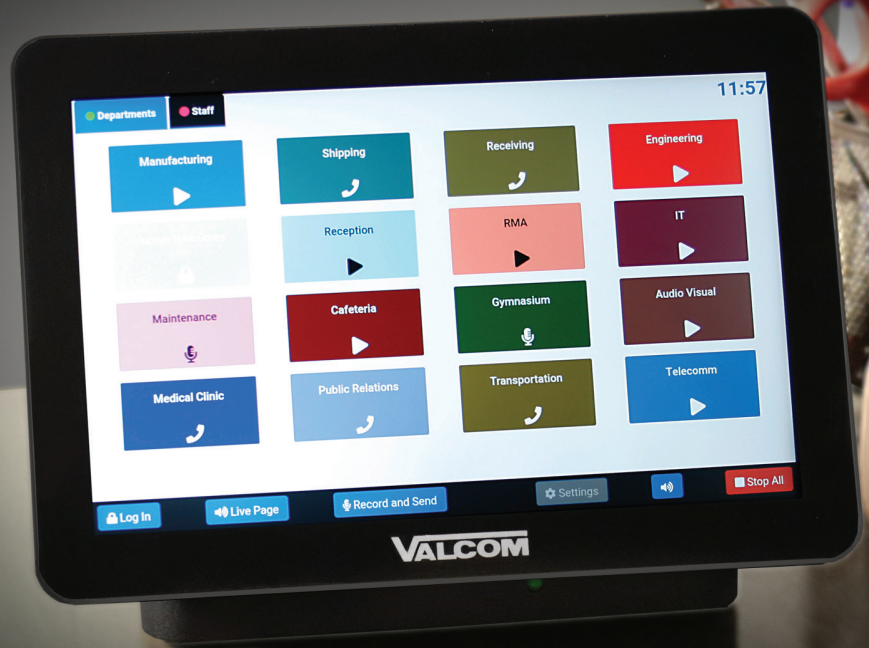 Departments
Staff
11:57
Manufacturing
Shipping
Receiving
Engineering
Reception
RMA
IT
Maintenance
Cafeteria
Gymnasium
Audio Visual
Medical Clinic
Public Relations
Transportation
Telecomm
Log In
Live Page
Record and Send
Settings
Stop All
VALCOM